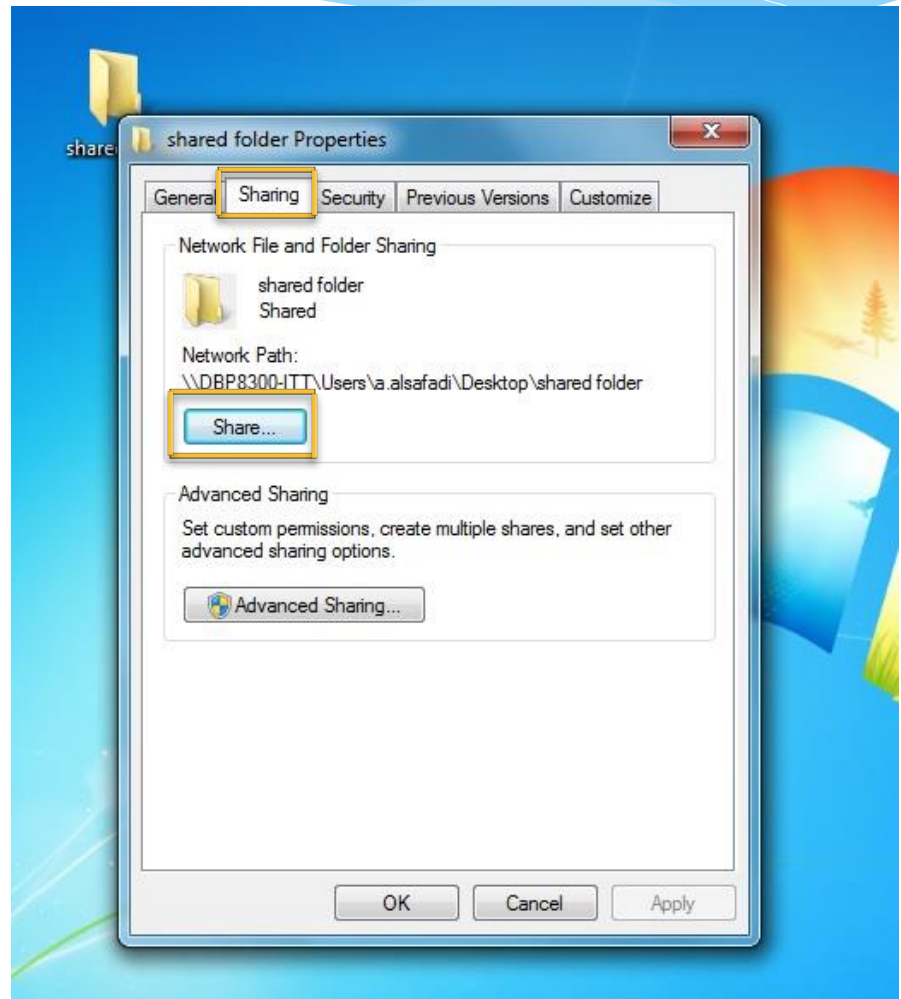 share
shared folder Properties
General Sharing Security Previous Versions Customize
Network File and Folder Sharing
shared folder
Shared
Network Path:
\\DBP8300-ITT\Users\a.alsafadi\Desktop\shared folder
Share...
Advanced Sharing
Set custom permissions, create multiple shares, and set other
advanced sharing options.
Advanced Sharing...
OK Cancel Apply